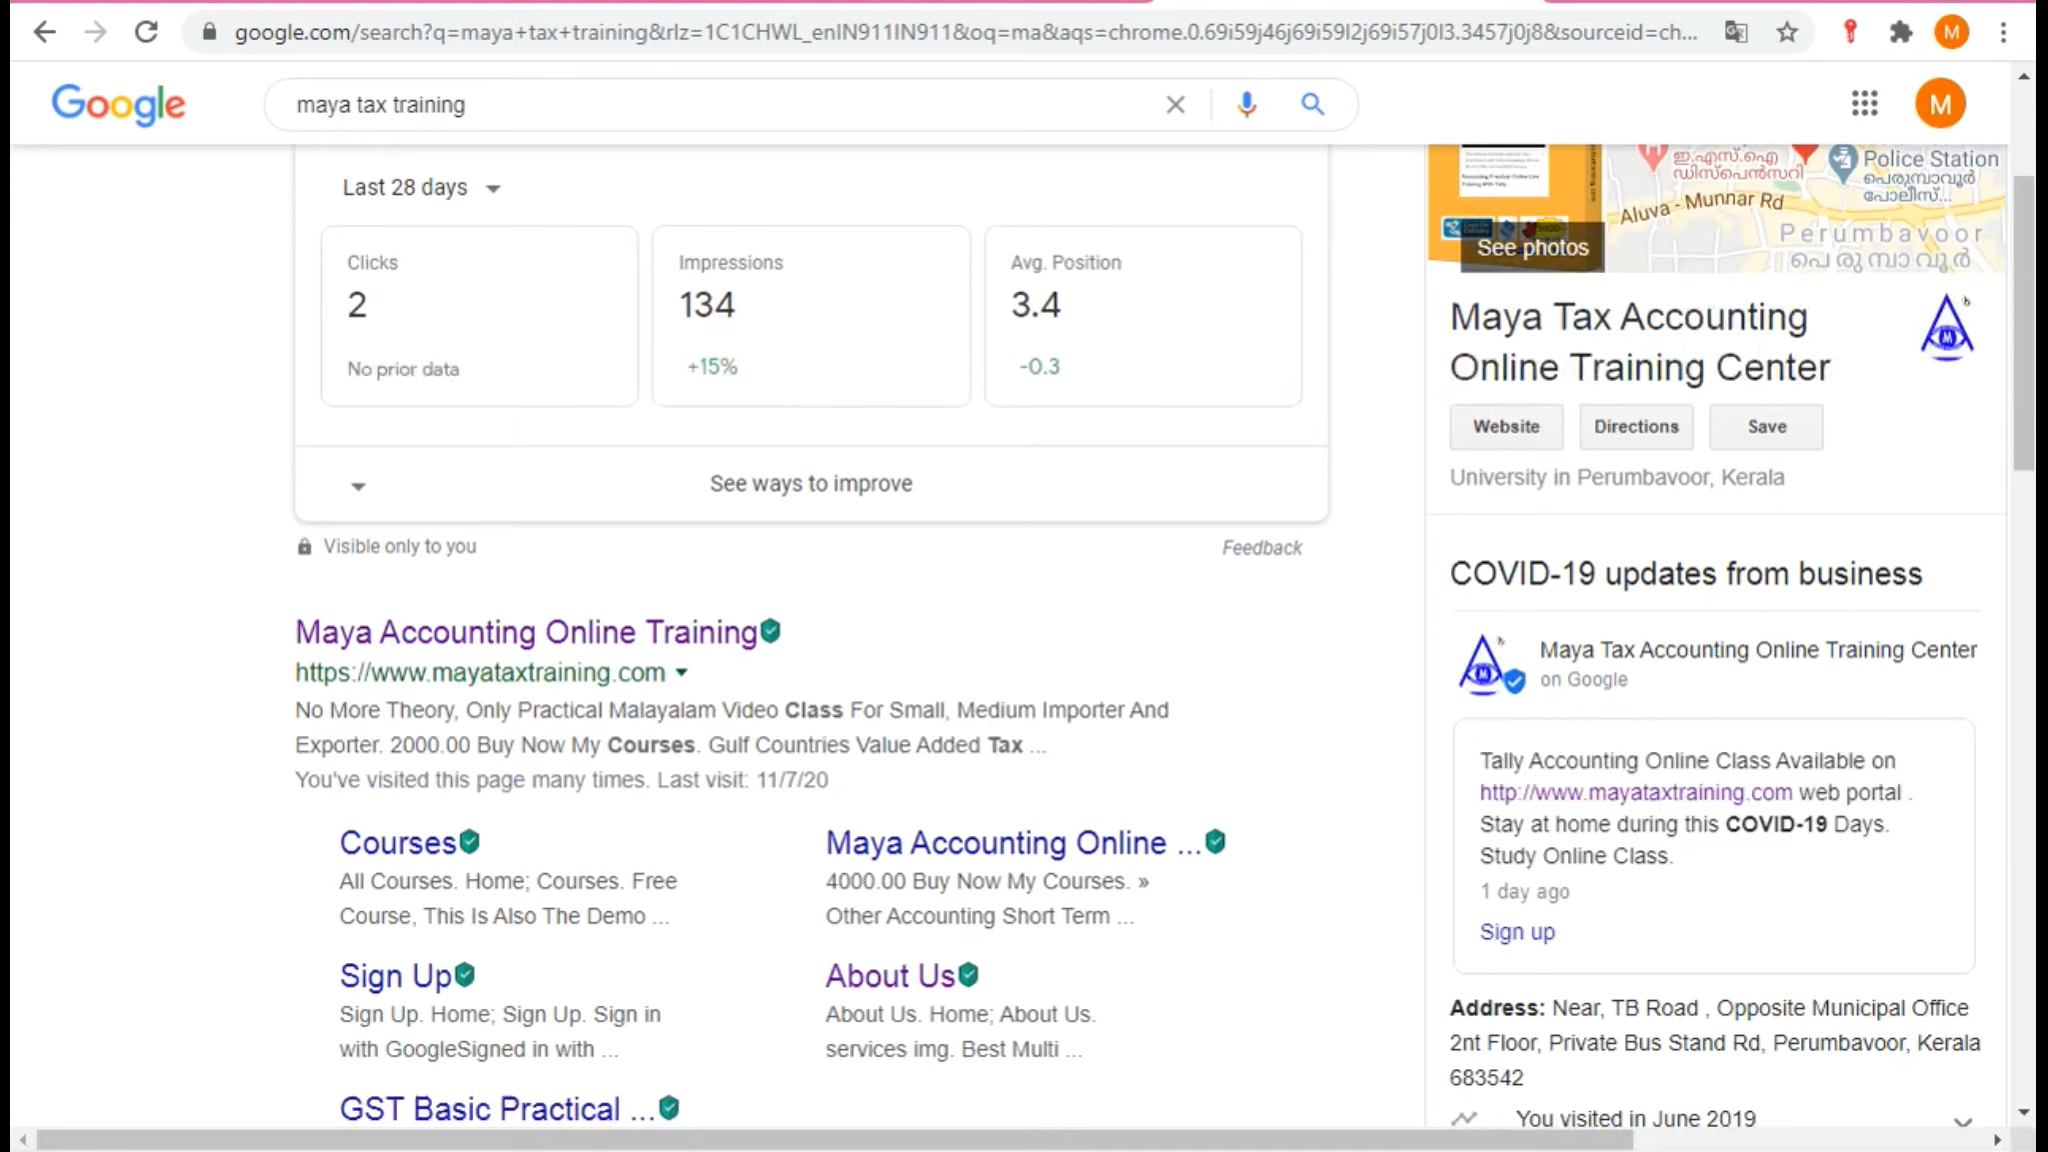 google.com/search?q=maya+tax+training&rlz=1C1CHWL_enIN911IN911&oq=ma&aqs=chrome.0.69i59j46j69i59l2j69i57j0l3.3457j0j8&sourceid=ch...
M
Google
maya tax training
M
Last 28 days
Clicks
2
No prior data
Impressions
134
+15%
Avg. Position
3.4
-0.3
See ways to improve
Visible only to you
Feedback
Maya Accounting Online Training
https://www.mayataxtraining.com
No More Theory, Only Practical Malayalam Video Class For Small, Medium Importer And
Exporter. 2000.00 Buy Now My Courses. Gulf Countries Value Added Tax ...
You've visited this page many times. Last visit: 11/7/20
Courses
All Courses. Home; Courses. Free
Course, This Is Also The Demo ...
Maya Accounting Online ...
4000.00 Buy Now My Courses. »
Other Accounting Short Term ...
Sign Up
Sign Up. Home; Sign Up. Sign in
with GoogleSigned in with ...
About Us
About Us. Home; About Us.
services img. Best Multi ...
GST Basic Practical ...
See photos
ഇ.എസ്.ഐ
ഡിസ്പെൻസറി
Police Station
പെരുമ്പാവൂർ
പോലീസ്...
Aluva - Munnar Rd
Perumbavoor
പെരുമ്പാവൂർ
Maya Tax Accounting
Online Training Center
Website
Directions
Save
University in Perumbavoor, Kerala
COVID-19 updates from business
Maya Tax Accounting Online Training Center
on Google
Tally Accounting Online Class Available on
http://www.mayataxtraining.com web portal .
Stay at home during this COVID-19 Days.
Study Online Class.
1 day ago
Sign up
Address: Near, TB Road , Opposite Municipal Office
2nt Floor, Private Bus Stand Rd, Perumbavoor, Kerala
683542
You visited in June 2019